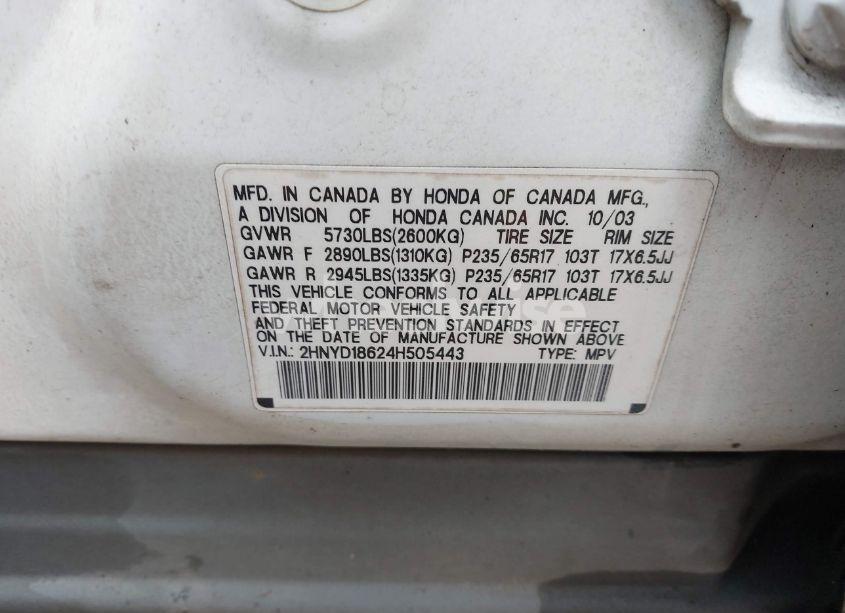 MFD. IN CANADA BY HONDA OF CANADA MFG.,
A DIVISION OF HONDA CANADA INC. 10/03
GVWR 5730LBS(2600KG) TIRE SIZE RIM SIZE
GAWR F 2890LBS(1310KG) P235/65R17 103T 17X6.5JJ
GAWR R 2945LBS(1335KG) P235/65R17 103T 17X6.5JJ
THIS VEHICLE CONFORMS TO ALL APPLICABLE
FEDERAL MOTOR VEHICLE SAFETY
AND THEFT PREVENTION STANDARDS IN EFFECT
ON THE DATE OF MANUFACTURE SHOWN ABOVE
V.I.N.: 2HNYD18624H505443 TYPE: MPV